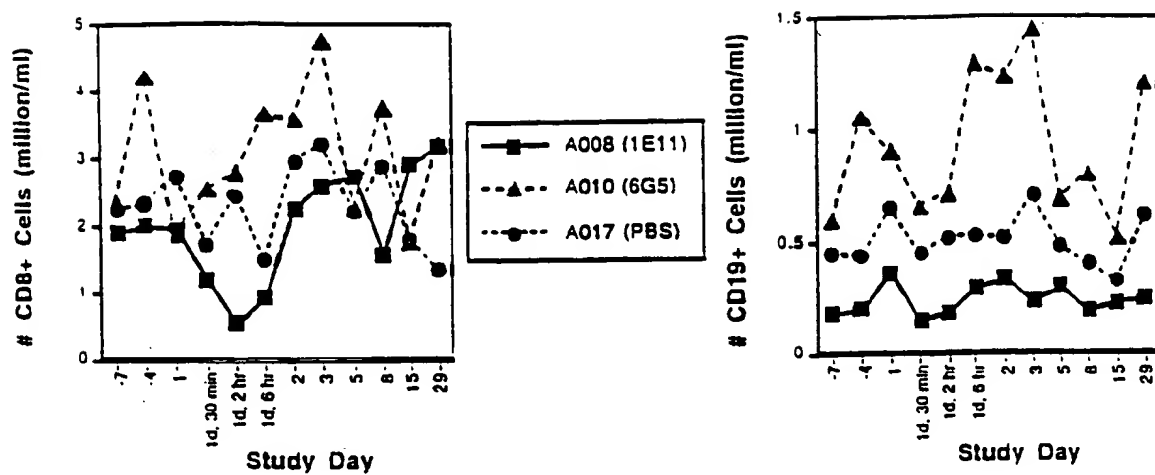 # CD8+ Cells (million/ml)
5
4
3
2
1
0
-7
-4
1
1d, 30 min
1d, 2 hr
1d, 6 hr
2
3
5
8
15
29
Study Day
A008 (1E11)
A010 (6G5)
A017 (PBS)
# CD19+ Cells (million/ml)
1.5
1
0.5
0
-7
-4
1
1d, 30 min
1d, 2 hr
1d, 6 hr
2
3
5
8
15
29
Study Day